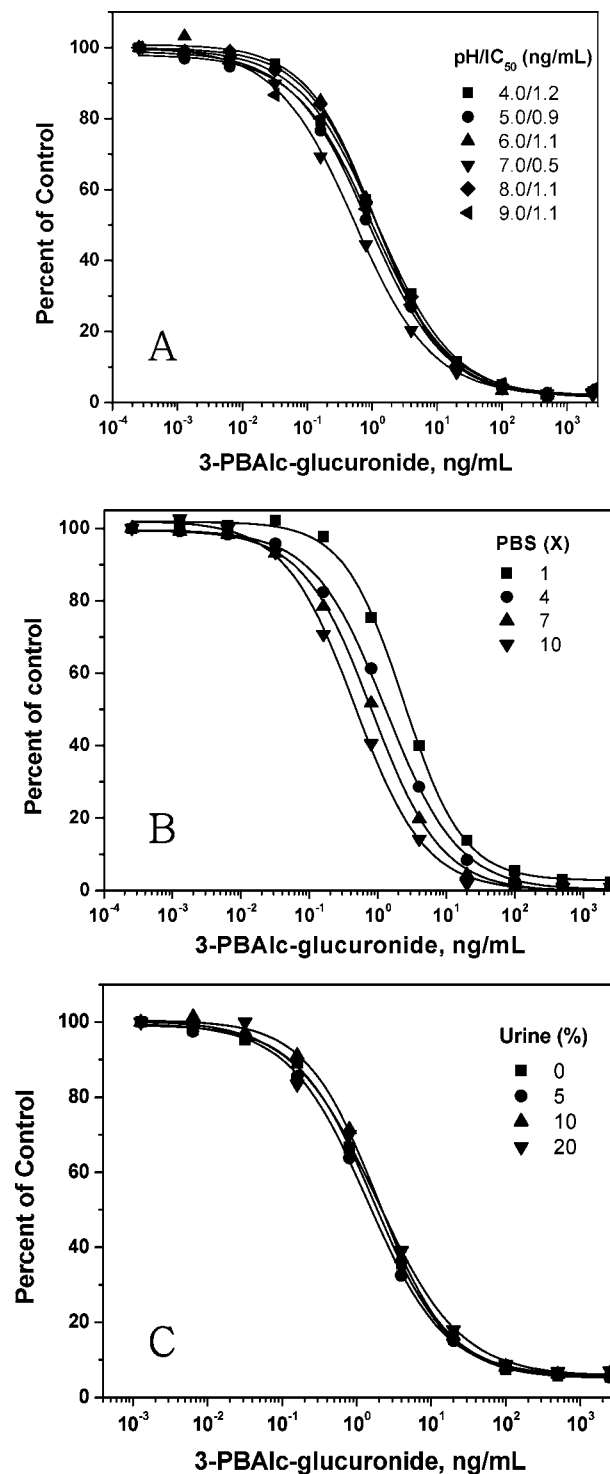 pH/IC50 (ng/mL)
4.0/1.2
5.0/0.9
6.0/1.1
7.0/0.5
8.0/1.1
9.0/1.1
100
80
60
40
20
0
Percent of Control
A
10-4 10-3 10-2 10-1 100 101 102 103
3-PBAlc-glucuronide, ng/mL
PBS (X)
1
4
7
10
100
80
60
40
20
0
Percent of control
B
10-4 10-3 10-2 10-1 100 101 102 103
3-PBAlc-glucuronide, ng/mL
Urine (%)
0
5
10
20
100
80
60
40
20
0
Percent of Control
C
10-3 10-2 10-1 100 101 102 103
3-PBAlc-glucuronide, ng/mL